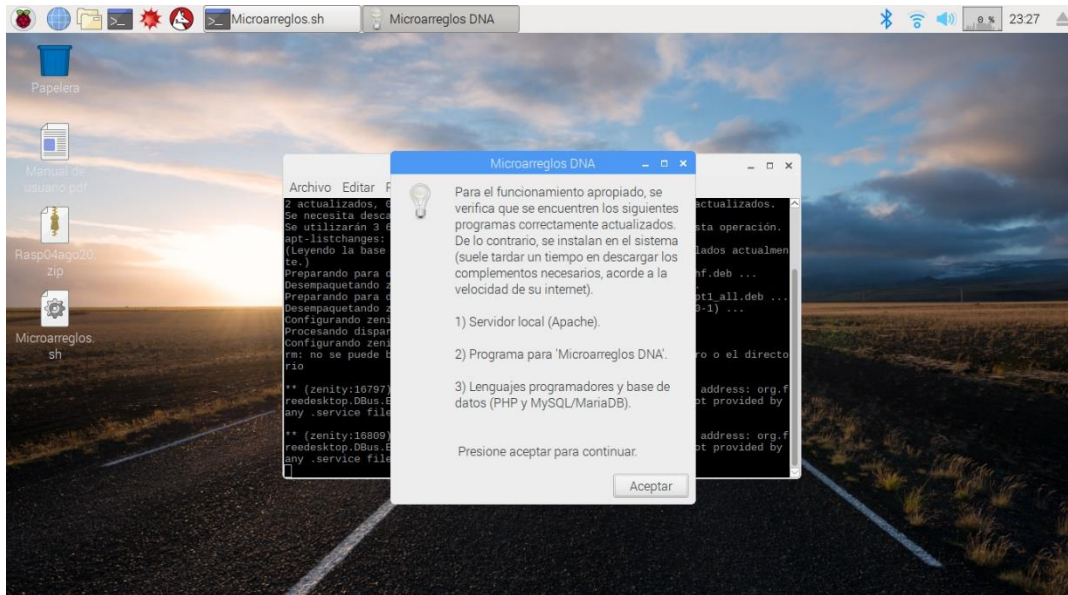 Microarreglos.sh
Microarreglos DNA
0 %
23:27
Papelera
Manual de
usuario.pdf
Rasp04ago20.
zip
Microarreglos.
sh
Microarreglos DNA
Archivo Editar
Para el funcionamiento apropiado, se
verifica que se encuentren los siguientes
programas correctamente actualizados.
De lo contrario, se instalan en el sistema
(suele tardar un tiempo en descargar los
complementos necesarios, acorde a la
velocidad de su internet).
1) Servidor local (Apache).
2) Programa para 'Microarreglos DNA'.
3) Lenguajes programadores y base de
datos (PHP y MySQL/MariaDB).
Presione aceptar para continuar.
Aceptar
2 actualizados, actualizados.
Se necesita desca
Se utilizarán 3 sta operación.
apt-listchanges:
(Leyendo la base lados actualmen
te.)
Preparando para hf.deb ...
Desempaquetando
Preparando para pt1_all.deb ...
Desempaquetando 0-1) ...
Configurando zeni
Procesando dispar
Configurando zeni
rm: no se puede ro o el directo
rio
** (zenity:16797) address: org.f
reedesktop.DBus. ot provided by
any .service file
** (zenity:16809) address: org.f
reedesktop.DBus. ot provided by
any .service file